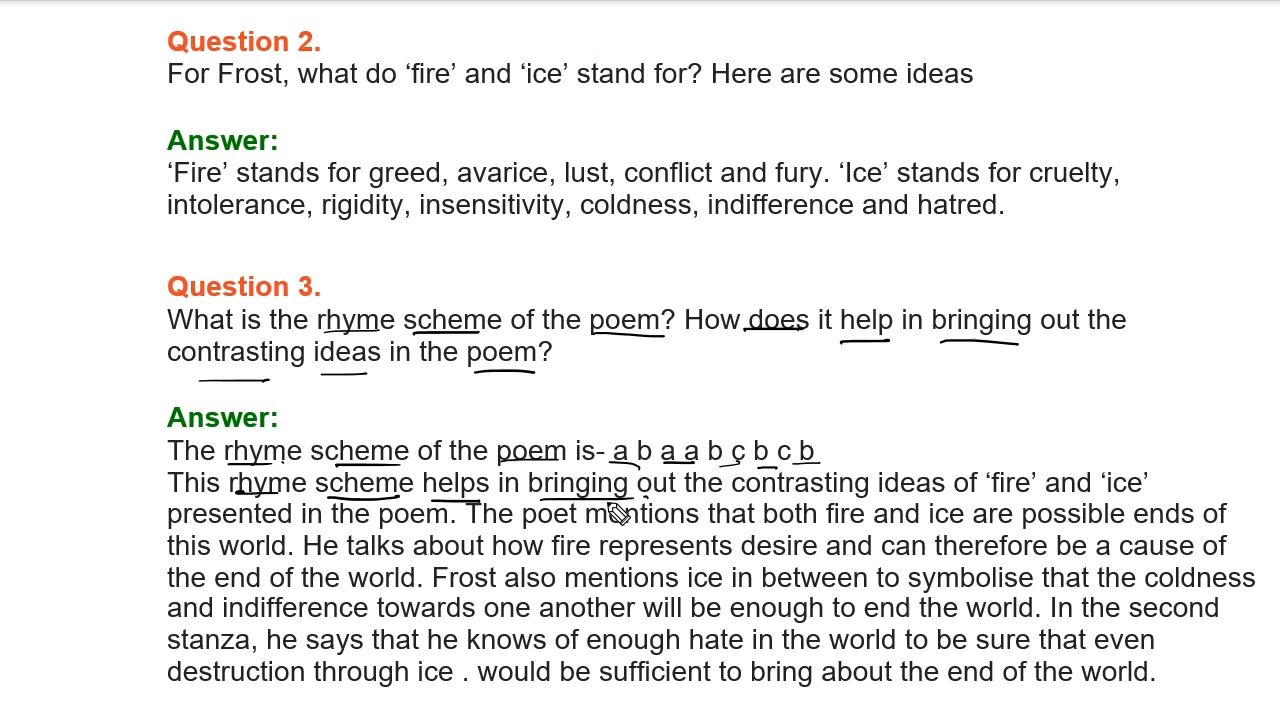 Question 2.
For Frost, what do ‘fire’ and ‘ice’ stand for? Here are some ideas
Answer:
‘Fire’ stands for greed, avarice, lust, conflict and fury. ‘Ice’ stands for cruelty,
intolerance, rigidity, insensitivity, coldness, indifference and hatred.
Question 3.
What is the rhyme scheme of the poem? How does it help in bringing out the
contrasting ideas in the poem?
Answer:
The rhyme scheme of the poem is- a b a a b c b c b
This rhyme scheme helps in bringing out the contrasting ideas of ‘fire’ and ‘ice’
presented in the poem. The poet mentions that both fire and ice are possible ends of
this world. He talks about how fire represents desire and can therefore be a cause of
the end of the world. Frost also mentions ice in between to symbolise that the coldness
and indifference towards one another will be enough to end the world. In the second
stanza, he says that he knows of enough hate in the world to be sure that even
destruction through ice . would be sufficient to bring about the end of the world.